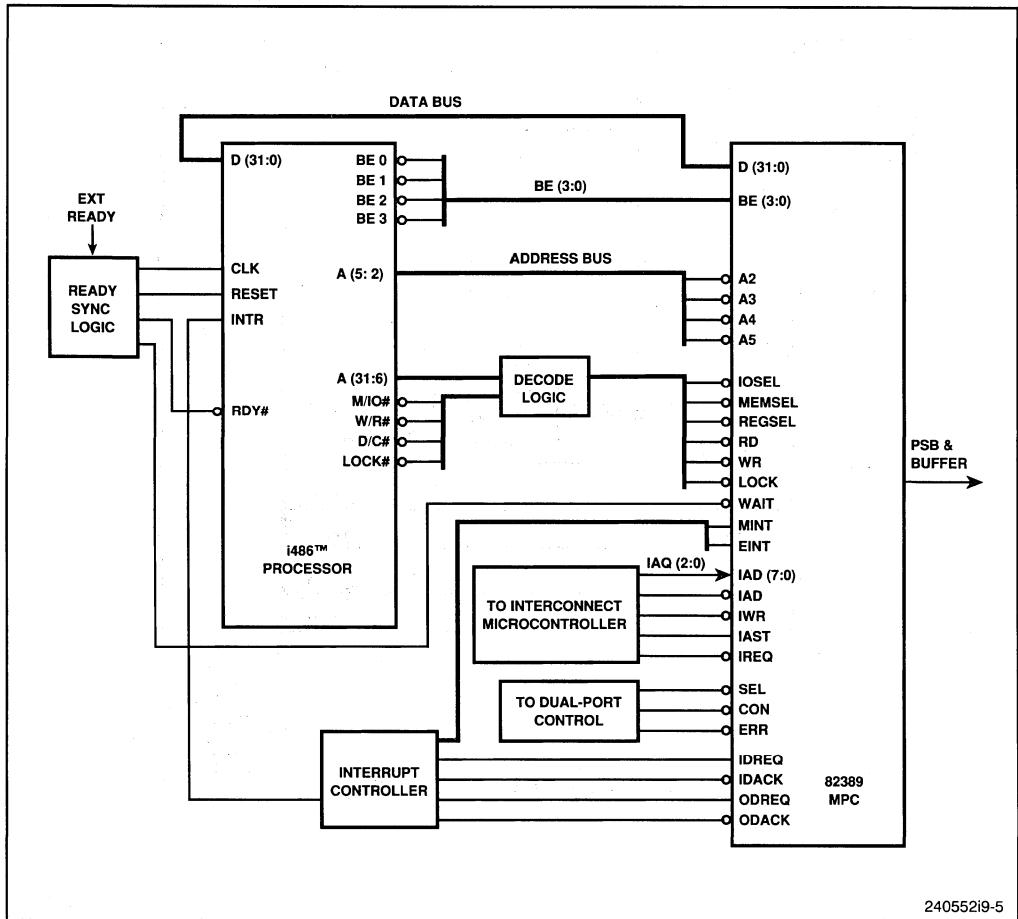 DATA BUS
D (31:0)
BE 0
BE 1
BE 2
BE 3
BE (3:0)
D (31:0)
BE (3:0)
EXT
READY
READY
SYNC
LOGIC
CLK
RESET
INTR
RDY#
A (5: 2)
ADDRESS BUS
A2
A3
A4
A5
A (31:6)
M/IO#
W/R#
D/C#
LOCK#
DECODE
LOGIC
IOSEL
MEMSEL
REGSEL
RD
WR
LOCK
WAIT
MINT
EINT
PSB &
BUFFER
i486™
PROCESSOR
IAQ (2:0)
TO INTERCONNECT
MICROCONTROLLER
IAD (7:0)
IAD
IWR
IAST
IREQ
TO DUAL-PORT
CONTROL
SEL
CON
ERR
INTERRUPT
CONTROLLER
IDREQ
IDACK
ODREQ
ODACK
82389
MPC
240552i9-5